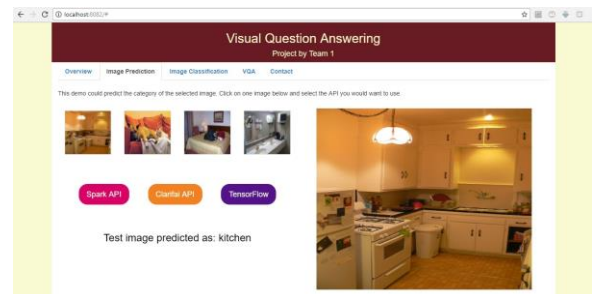 localhost:8082/#
Visual Question Answering
Project by Team 1
Overview Image Prediction Image Classification VQA Contact
This demo could predict the category of the selected image. Click on one image below and select the API you would want to use.
Spark API Clarifai API TensorFlow
Test image predicted as: kitchen